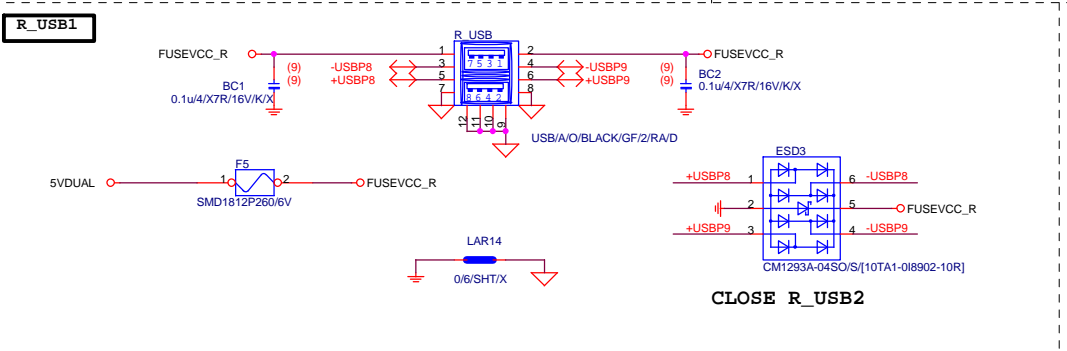 R_USB1
R_USB
FUSEVCC_R
1
2
FUSEVCC_R
(9)
-USBP8
3
7 5 3 1
4
-USBP9
(9)
(9)
+USBP8
5
6
+USBP9
(9)
BC1
0.1u/4/X7R/16V/K/X
7
8 6 4 2
8
BC2
0.1u/4/X7R/16V/K/X
12
11
10
9
USB/A/O/BLACK/GF/2/RA/D
F5
5VDUAL
1
2
FUSEVCC_R
SMD1812P260/6V
ESD3
+USBP8
1
6
-USBP8
2
5
FUSEVCC_R
+USBP9
3
4
-USBP9
CM1293A-04SO/S/[10TA1-0I8902-10R]
LAR14
0/6/SHT/X
CLOSE R_USB2